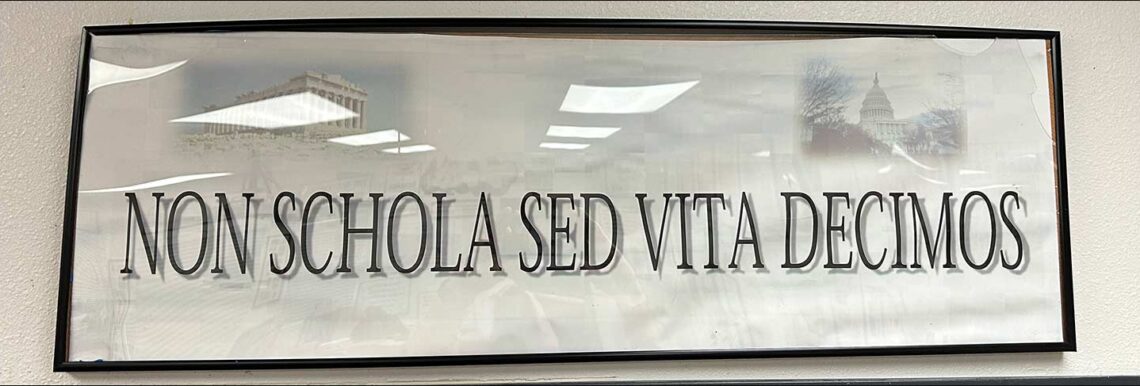 NON SCHOLA SED VITA DECIMOS